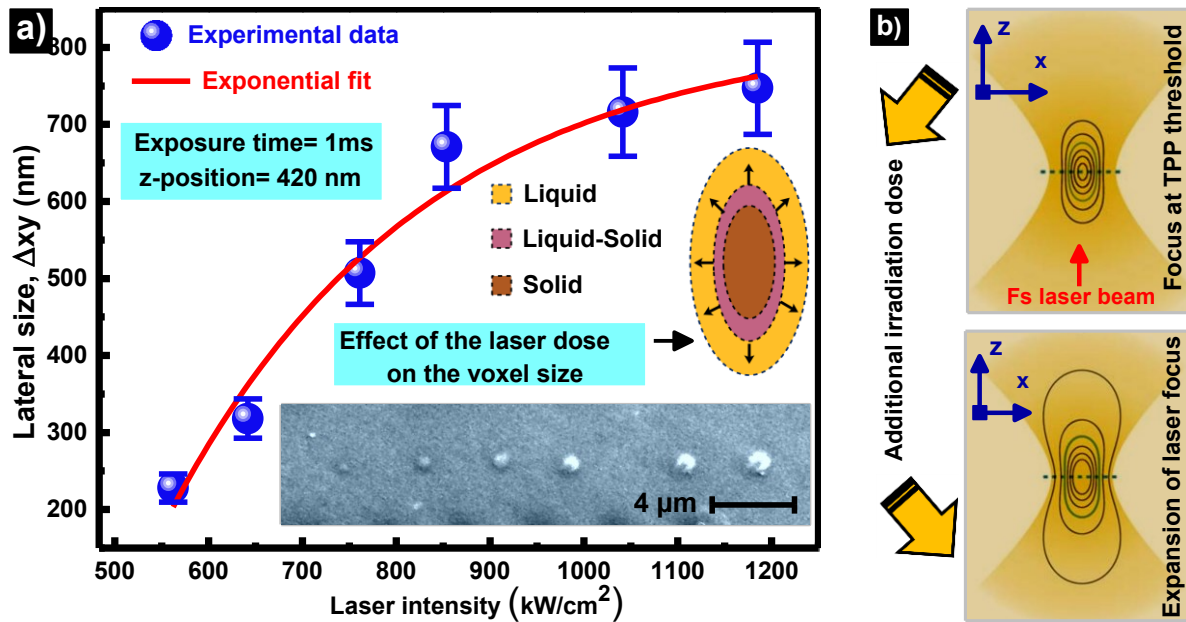 a)
Experimental data
Exponential fit
Exposure time= 1ms
z-position= 420 nm
Liquid
Liquid-Solid
Solid
Effect of the laser dose
on the voxel size
4 µm
800
700
600
500
400
300
200
Lateral size, Δxy (nm)
500 600 700 800 900 1000 1100 1200
Laser intensity (kW/cm²)
b)
Additional irradiation dose
z
x
Fs laser beam
Focus at TPP threshold
z
x
Expansion of laser focus